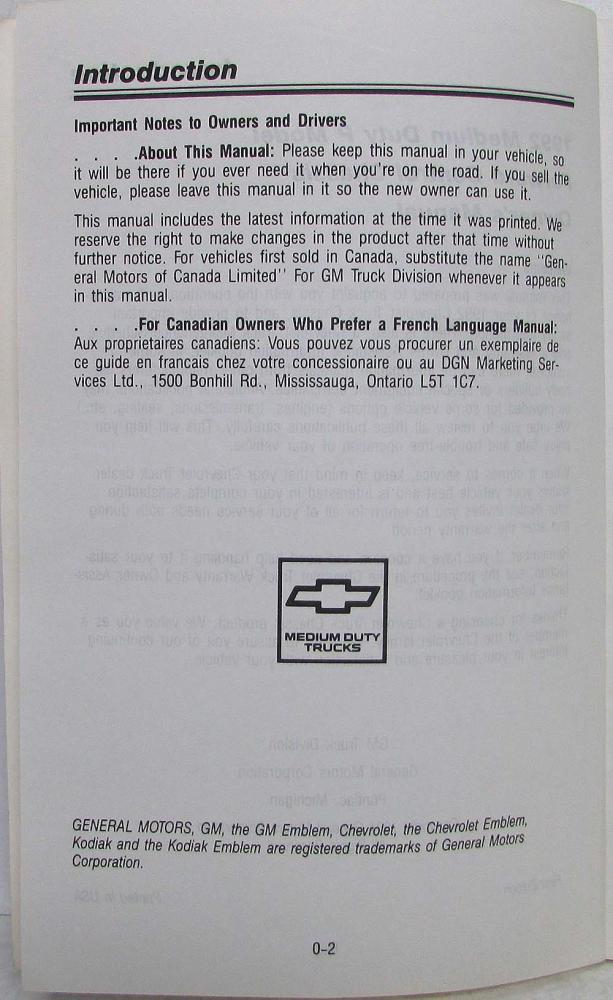 Introduction
Important Notes to Owners and Drivers
. . . .About This Manual: Please keep this manual in your vehicle, so
it will be there if you ever need it when you're on the road. If you sell the
vehicle, please leave this manual in it so the new owner can use it.
This manual includes the latest information at the time it was printed. We
reserve the right to make changes in the product after that time without
further notice. For vehicles first sold in Canada, substitute the name "Gen-
eral Motors of Canada Limited" For GM Truck Division whenever it appears
in this manual.
. . . .For Canadian Owners Who Prefer a French Language Manual:
Aux proprietaires canadiens: Vous pouvez vous procurer un exemplaire de
ce guide en francais chez votre concessionaire ou au DGN Marketing Ser-
vices Ltd., 1500 Bonhill Rd., Mississauga, Ontario L5T 1C7.
MEDIUM DUTY
TRUCKS
GENERAL MOTORS, GM, the GM Emblem, Chevrolet, the Chevrolet Emblem,
Kodiak and the Kodiak Emblem are registered trademarks of General Motors
Corporation.
0-2